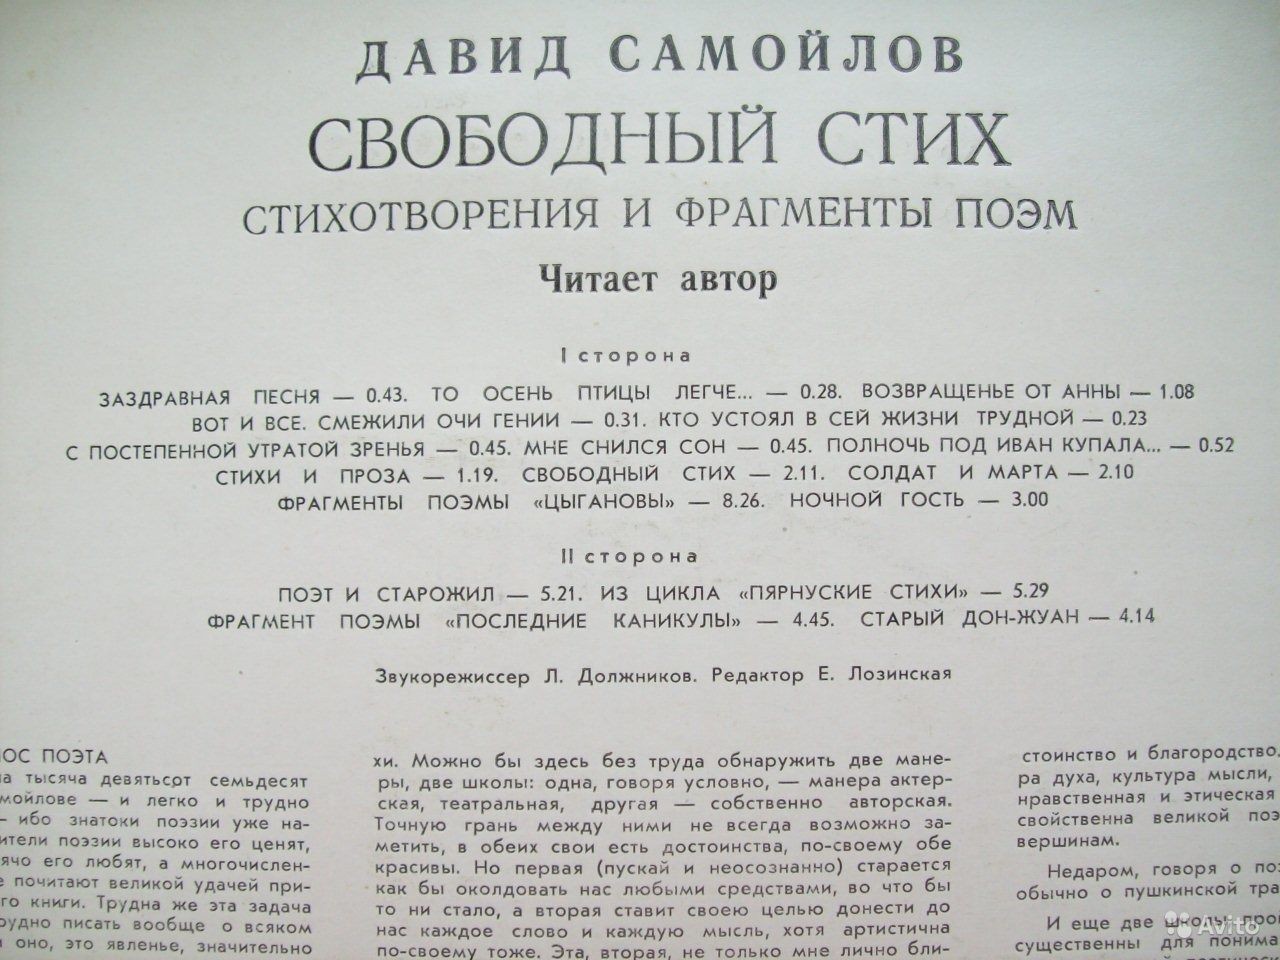 ДАВИД САМОЙЛОВ
СВОБОДНЫЙ СТИХ
СТИХОТВОРЕНИЯ И ФРАГМЕНТЫ ПОЭМ
Читает автор
I сторона
ЗАЗДРАВНАЯ ПЕСНЯ — 0.43. ТО ОСЕНЬ ПТИЦЫ ЛЕГЧЕ... — 0.28. ВОЗВРАЩЕНЬЕ ОТ АННЫ — 1.08
ВОТ И ВСЕ. СМЕЖИЛИ ОЧИ ГЕНИИ — 0.31. КТО УСТОЯЛ В СЕЙ ЖИЗНИ ТРУДНОЙ — 0.23
С ПОСТЕПЕННОЙ УТРАТОЙ ЗРЕНЬЯ — 0.45. МНЕ СНИЛСЯ СОН — 0.45. ПОЛНОЧЬ ПОД ИВАН КУПАЛА... — 0.52
СТИХИ И ПРОЗА — 1.19. СВОБОДНЫЙ СТИХ — 2.11. СОЛДАТ И МАРТА — 2.10
ФРАГМЕНТЫ ПОЭМЫ «ЦЫГАНОВЫ» — 8.26. НОЧНОЙ ГОСТЬ — 3.00
II сторона
ПОЭТ И СТАРОЖИЛ — 5.21. ИЗ ЦИКЛА «ПЯРНУСКИЕ СТИХИ» — 5.29
ФРАГМЕНТ ПОЭМЫ «ПОСЛЕДНИЕ КАНИКУЛЫ» — 4.45. СТАРЫЙ ДОН-ЖУАН — 4.14
Звукорежиссер Л. Должников. Редактор Е. Лозинская
ЛОС ПОЭТА
на тысяча девятьсот семьдесят
мойлове — и легко и трудно
— ибо знатоки поэзии уже на-
ители поэзии высоко его ценят,
ячо его любят, а многочислен-
е почитают великой удачей при-
го книги. Трудна же эта задача
рудно писать вообще о всяком
и оно, это явленье, значительно
хи. Можно бы здесь без труда обнаружить две мане-
ры, две школы: одна, говоря условно, — манера актер-
ская, театральная, другая — собственно авторская.
Точную грань между ними не всегда возможно за-
метить, в обеих свои есть достоинства, по-своему обе
красивы. Но первая (пускай и неосознанно) старается
как бы околдовать нас любыми средствами, во что бы
то ни стало, а вторая ставит своею целью донести до
нас каждое слово и каждую мысль, хотя артистична
по-своему тоже. Эта, вторая, не только мне лично бли-
стоинство и благородство.
ра духа, культура мысли,
нравственная и этическая
свойственна великой поэ
вершинам.
Недаром, говоря о поэ
обычно о пушкинской тра
И еще две школы, про
существенны для понима
Avito